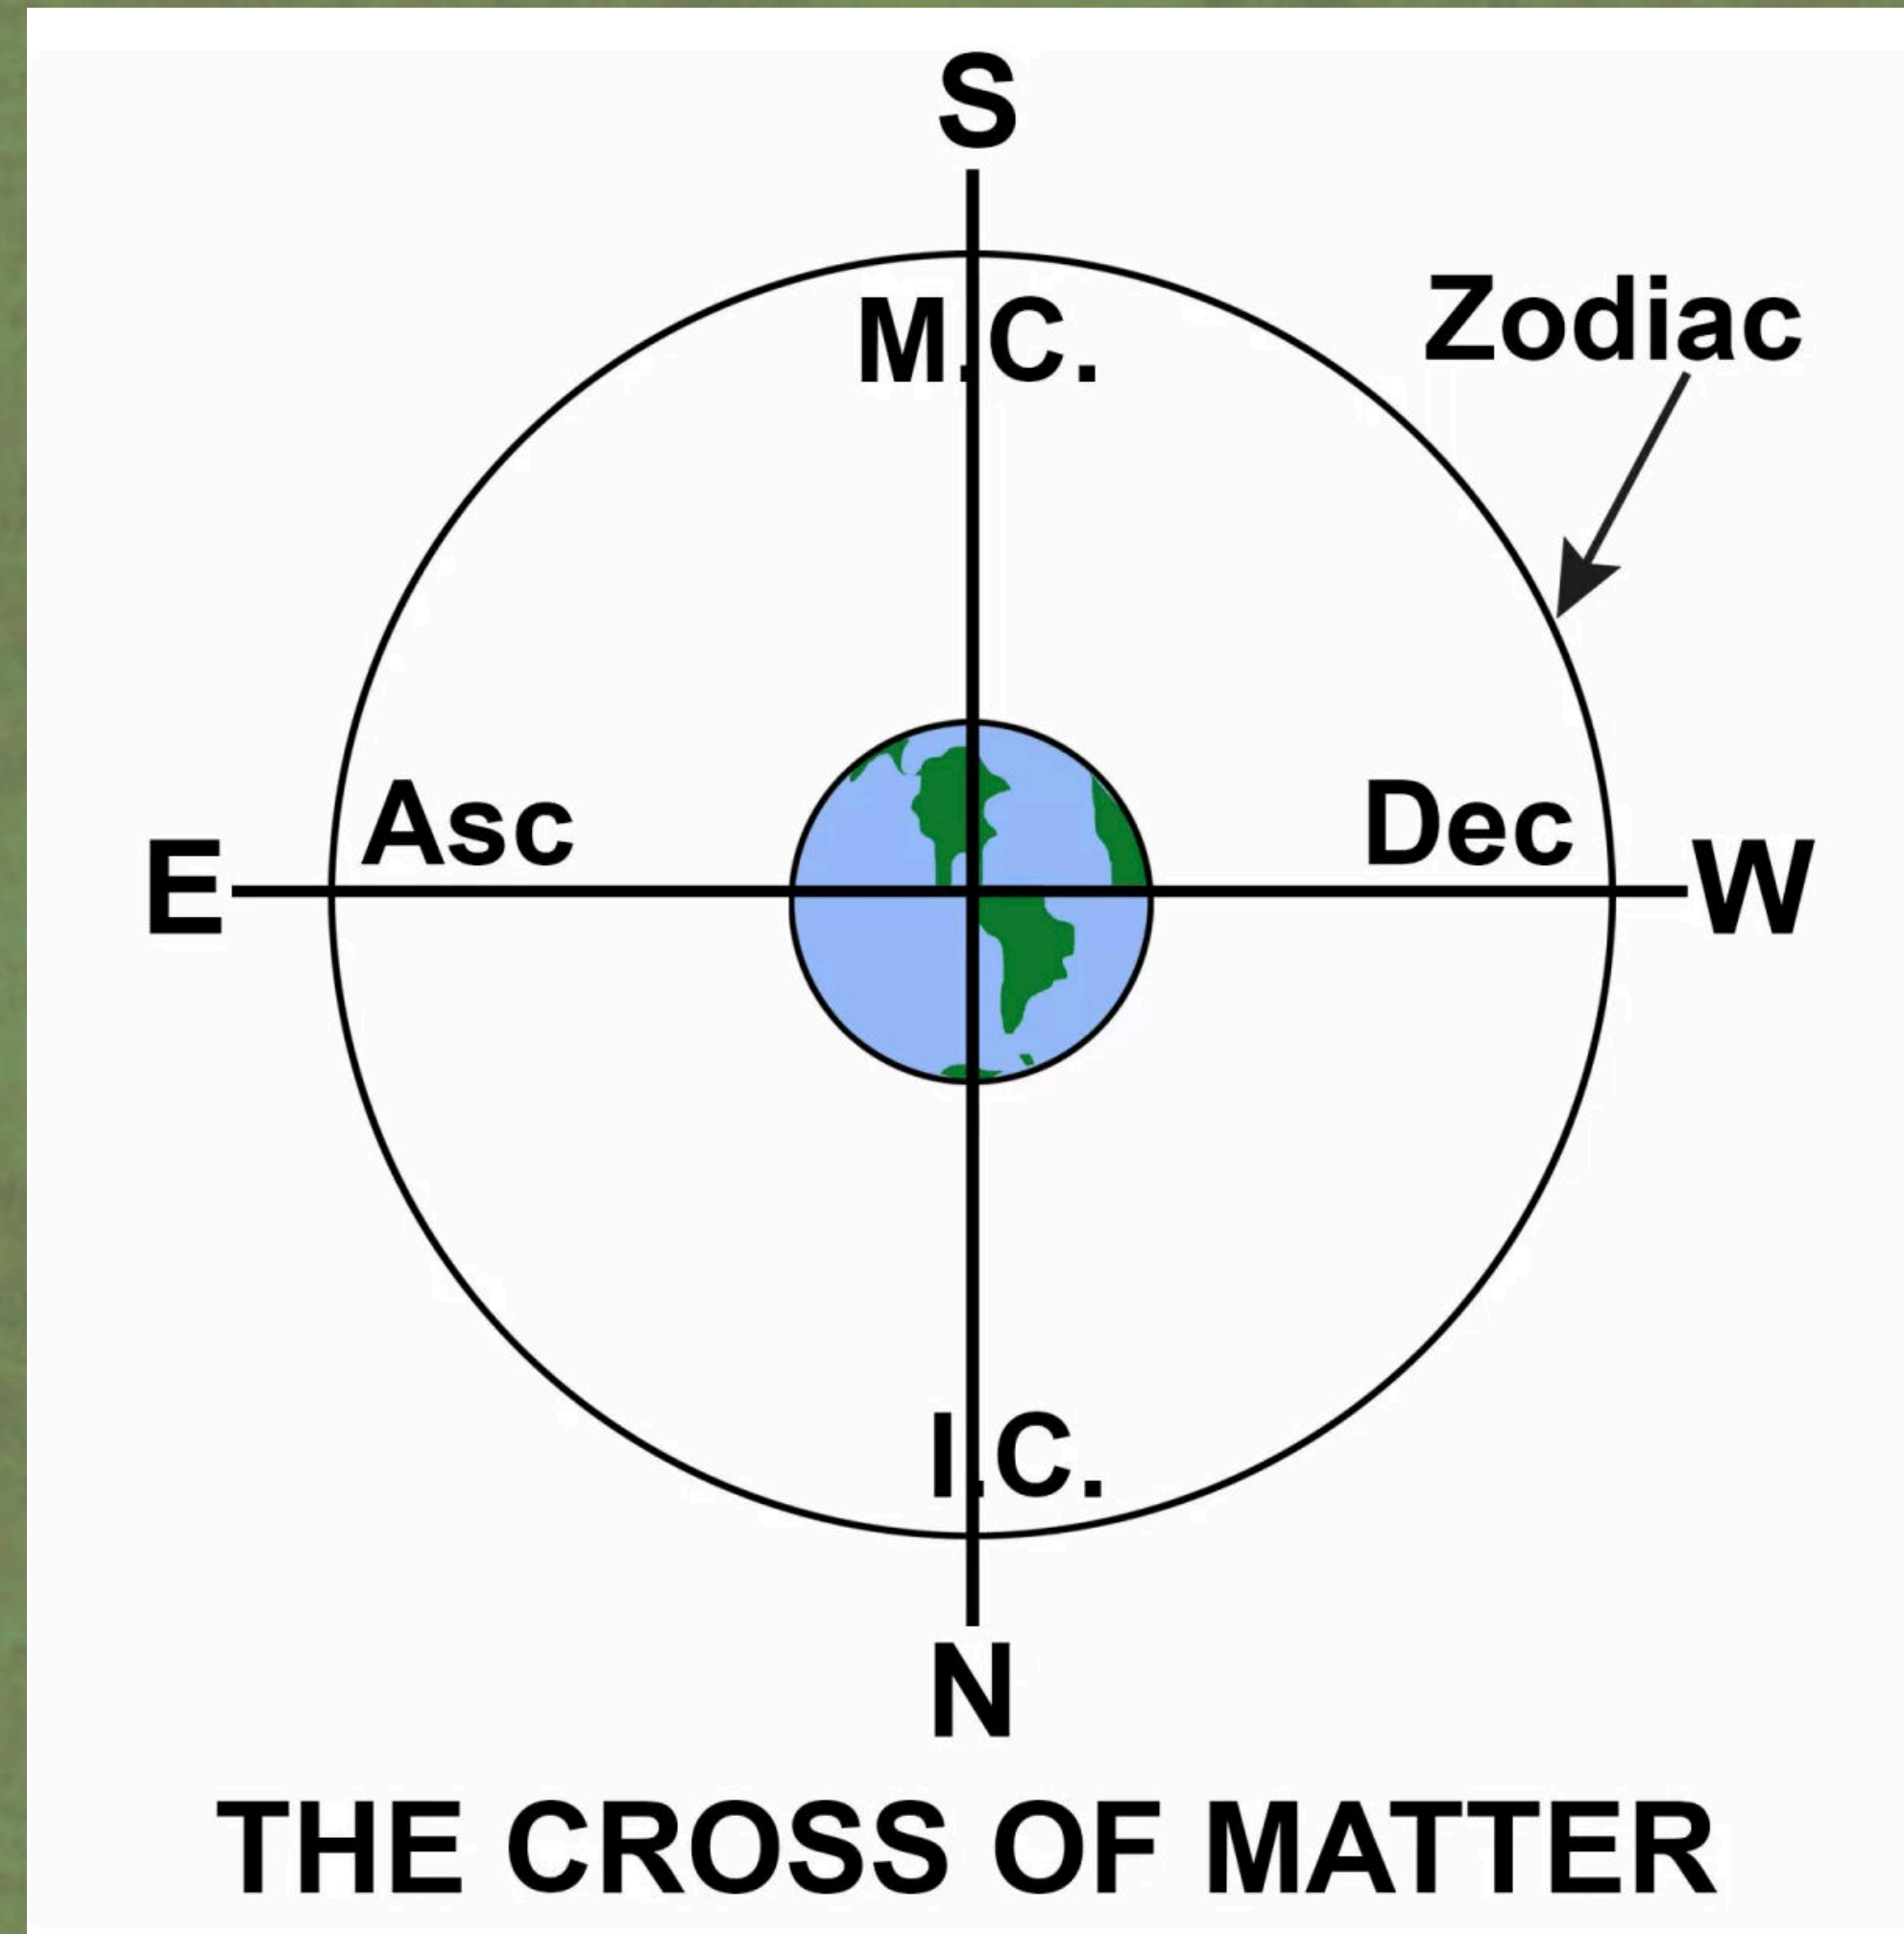 S
M.C.
Zodiac
Asc
Dec
E
W
I.C.
N
THE CROSS OF MATTER